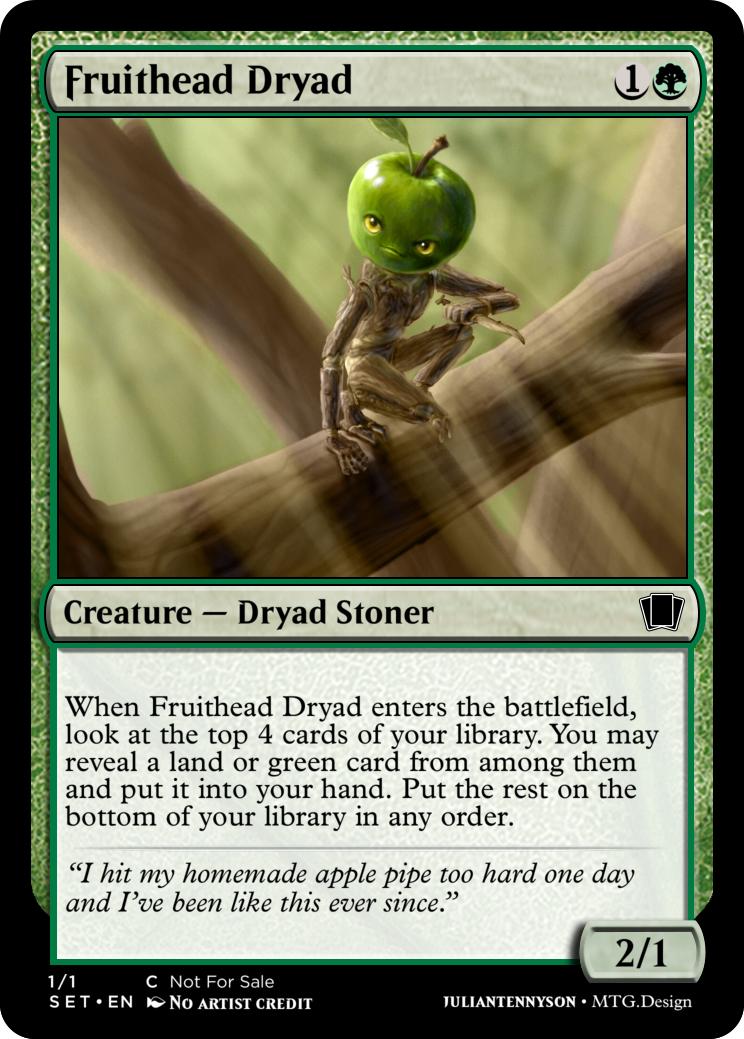 Fruithead Dryad 1
Creature — Dryad Stoner
When Fruithead Dryad enters the battlefield,
look at the top 4 cards of your library. You may
reveal a land or green card from among them
and put it into your hand. Put the rest on the
bottom of your library in any order.
“I hit my homemade apple pipe too hard one day
and I’ve been like this ever since.”
2/1
1/1 C Not For Sale
SET • EN No artist credit juliantennyson • MTG.Design